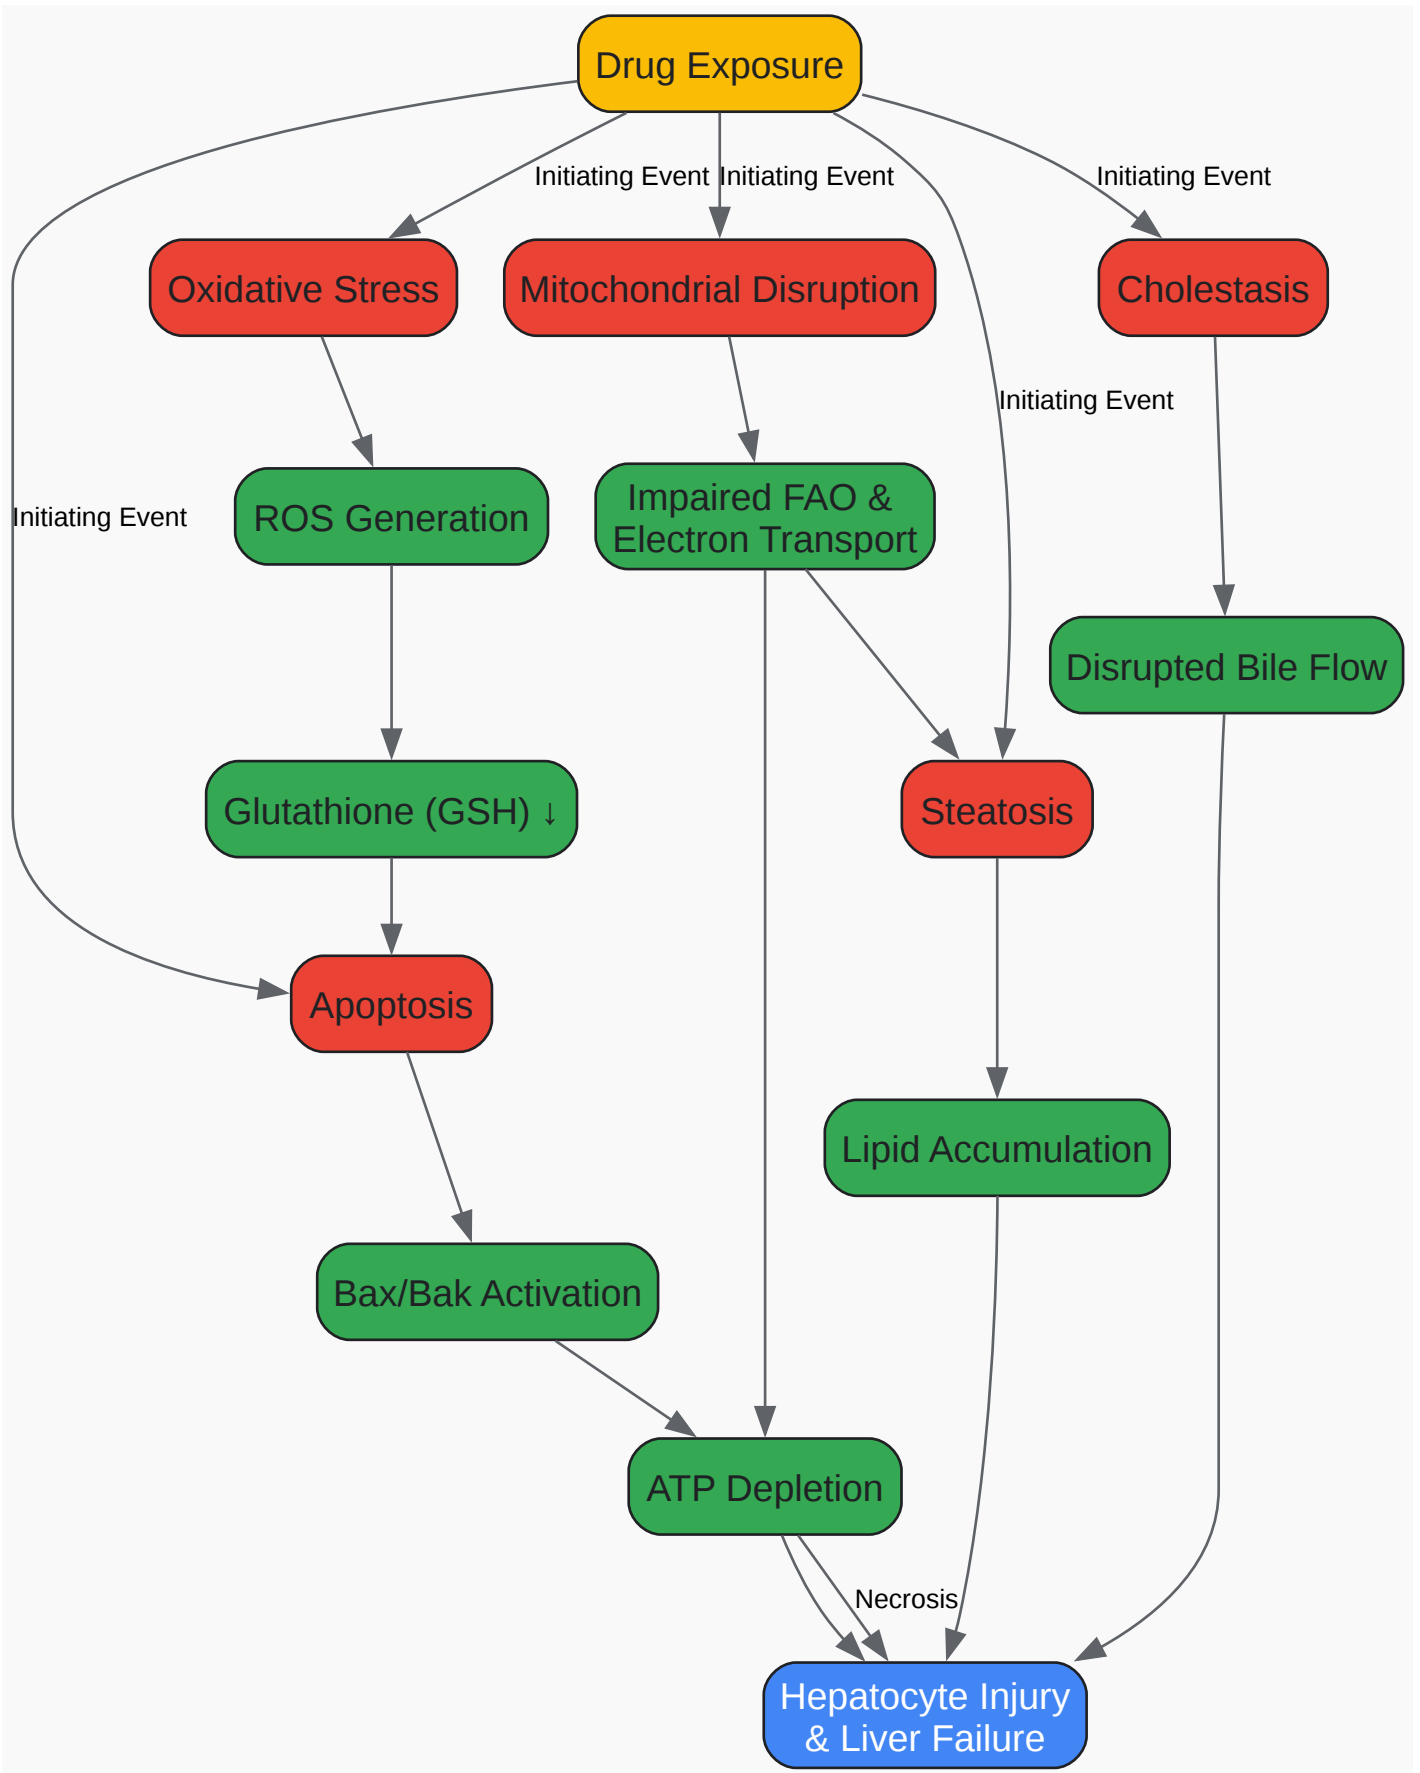 Drug Exposure
Initiating Event
Initiating Event
Initiating Event
Oxidative Stress
Mitochondrial Disruption
Cholestasis
Initiating Event
Initiating Event
ROS Generation
Impaired FAO &
Electron Transport
Disrupted Bile Flow
Glutathione (GSH) ↓
Steatosis
Apoptosis
Lipid Accumulation
Bax/Bak Activation
ATP Depletion
Necrosis
Hepatocyte Injury
& Liver Failure